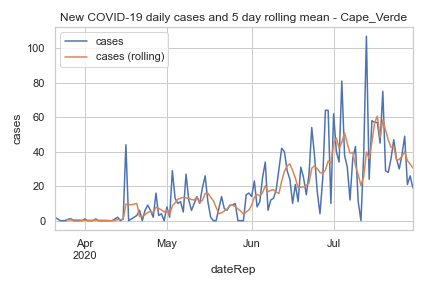 New COVID-19 daily cases and 5 day rolling mean - Cape_Verde
cases
cases (rolling)
100
80
60
40
20
0
cases
Apr
2020
May
Jun
Jul
dateRep